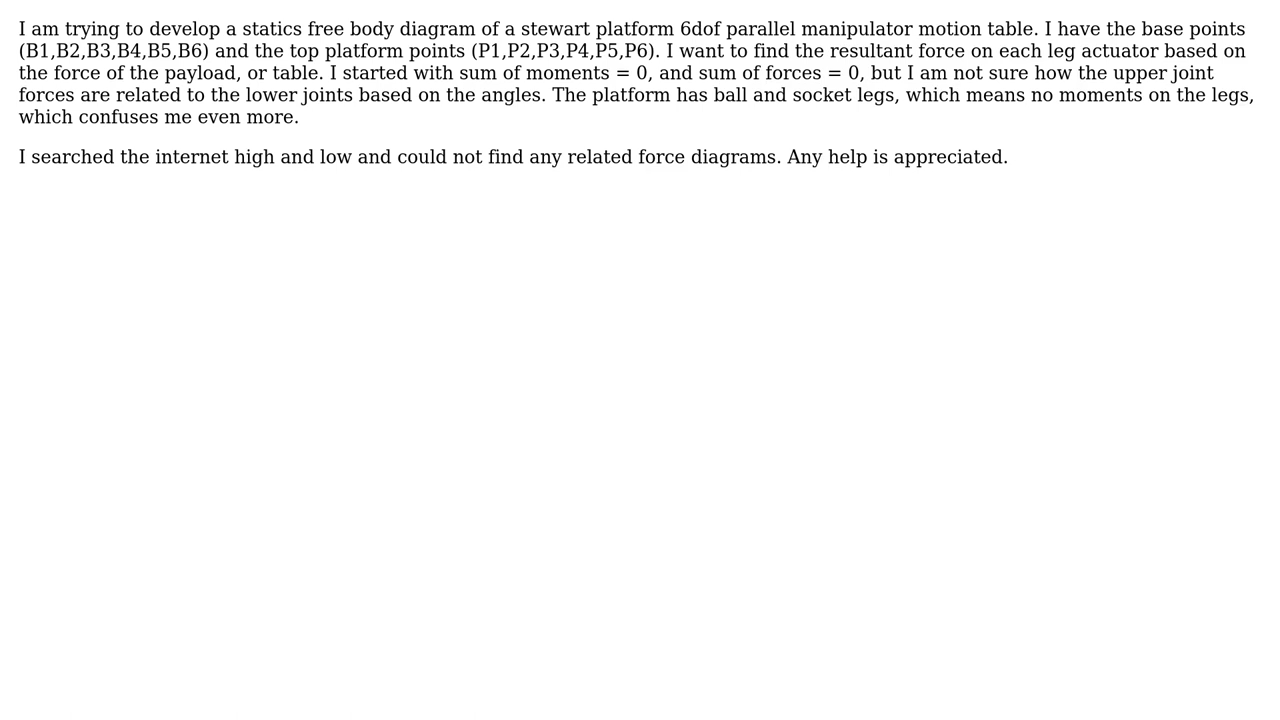 I am trying to develop a statics free body diagram of a stewart platform 6dof parallel manipulator motion table. I have the base points
(B1,B2,B3,B4,B5,B6) and the top platform points (P1,P2,P3,P4,P5,P6). I want to find the resultant force on each leg actuator based on
the force of the payload, or table. I started with sum of moments = 0, and sum of forces = 0, but I am not sure how the upper joint
forces are related to the lower joints based on the angles. The platform has ball and socket legs, which means no moments on the legs,
which confuses me even more.
I searched the internet high and low and could not find any related force diagrams. Any help is appreciated.